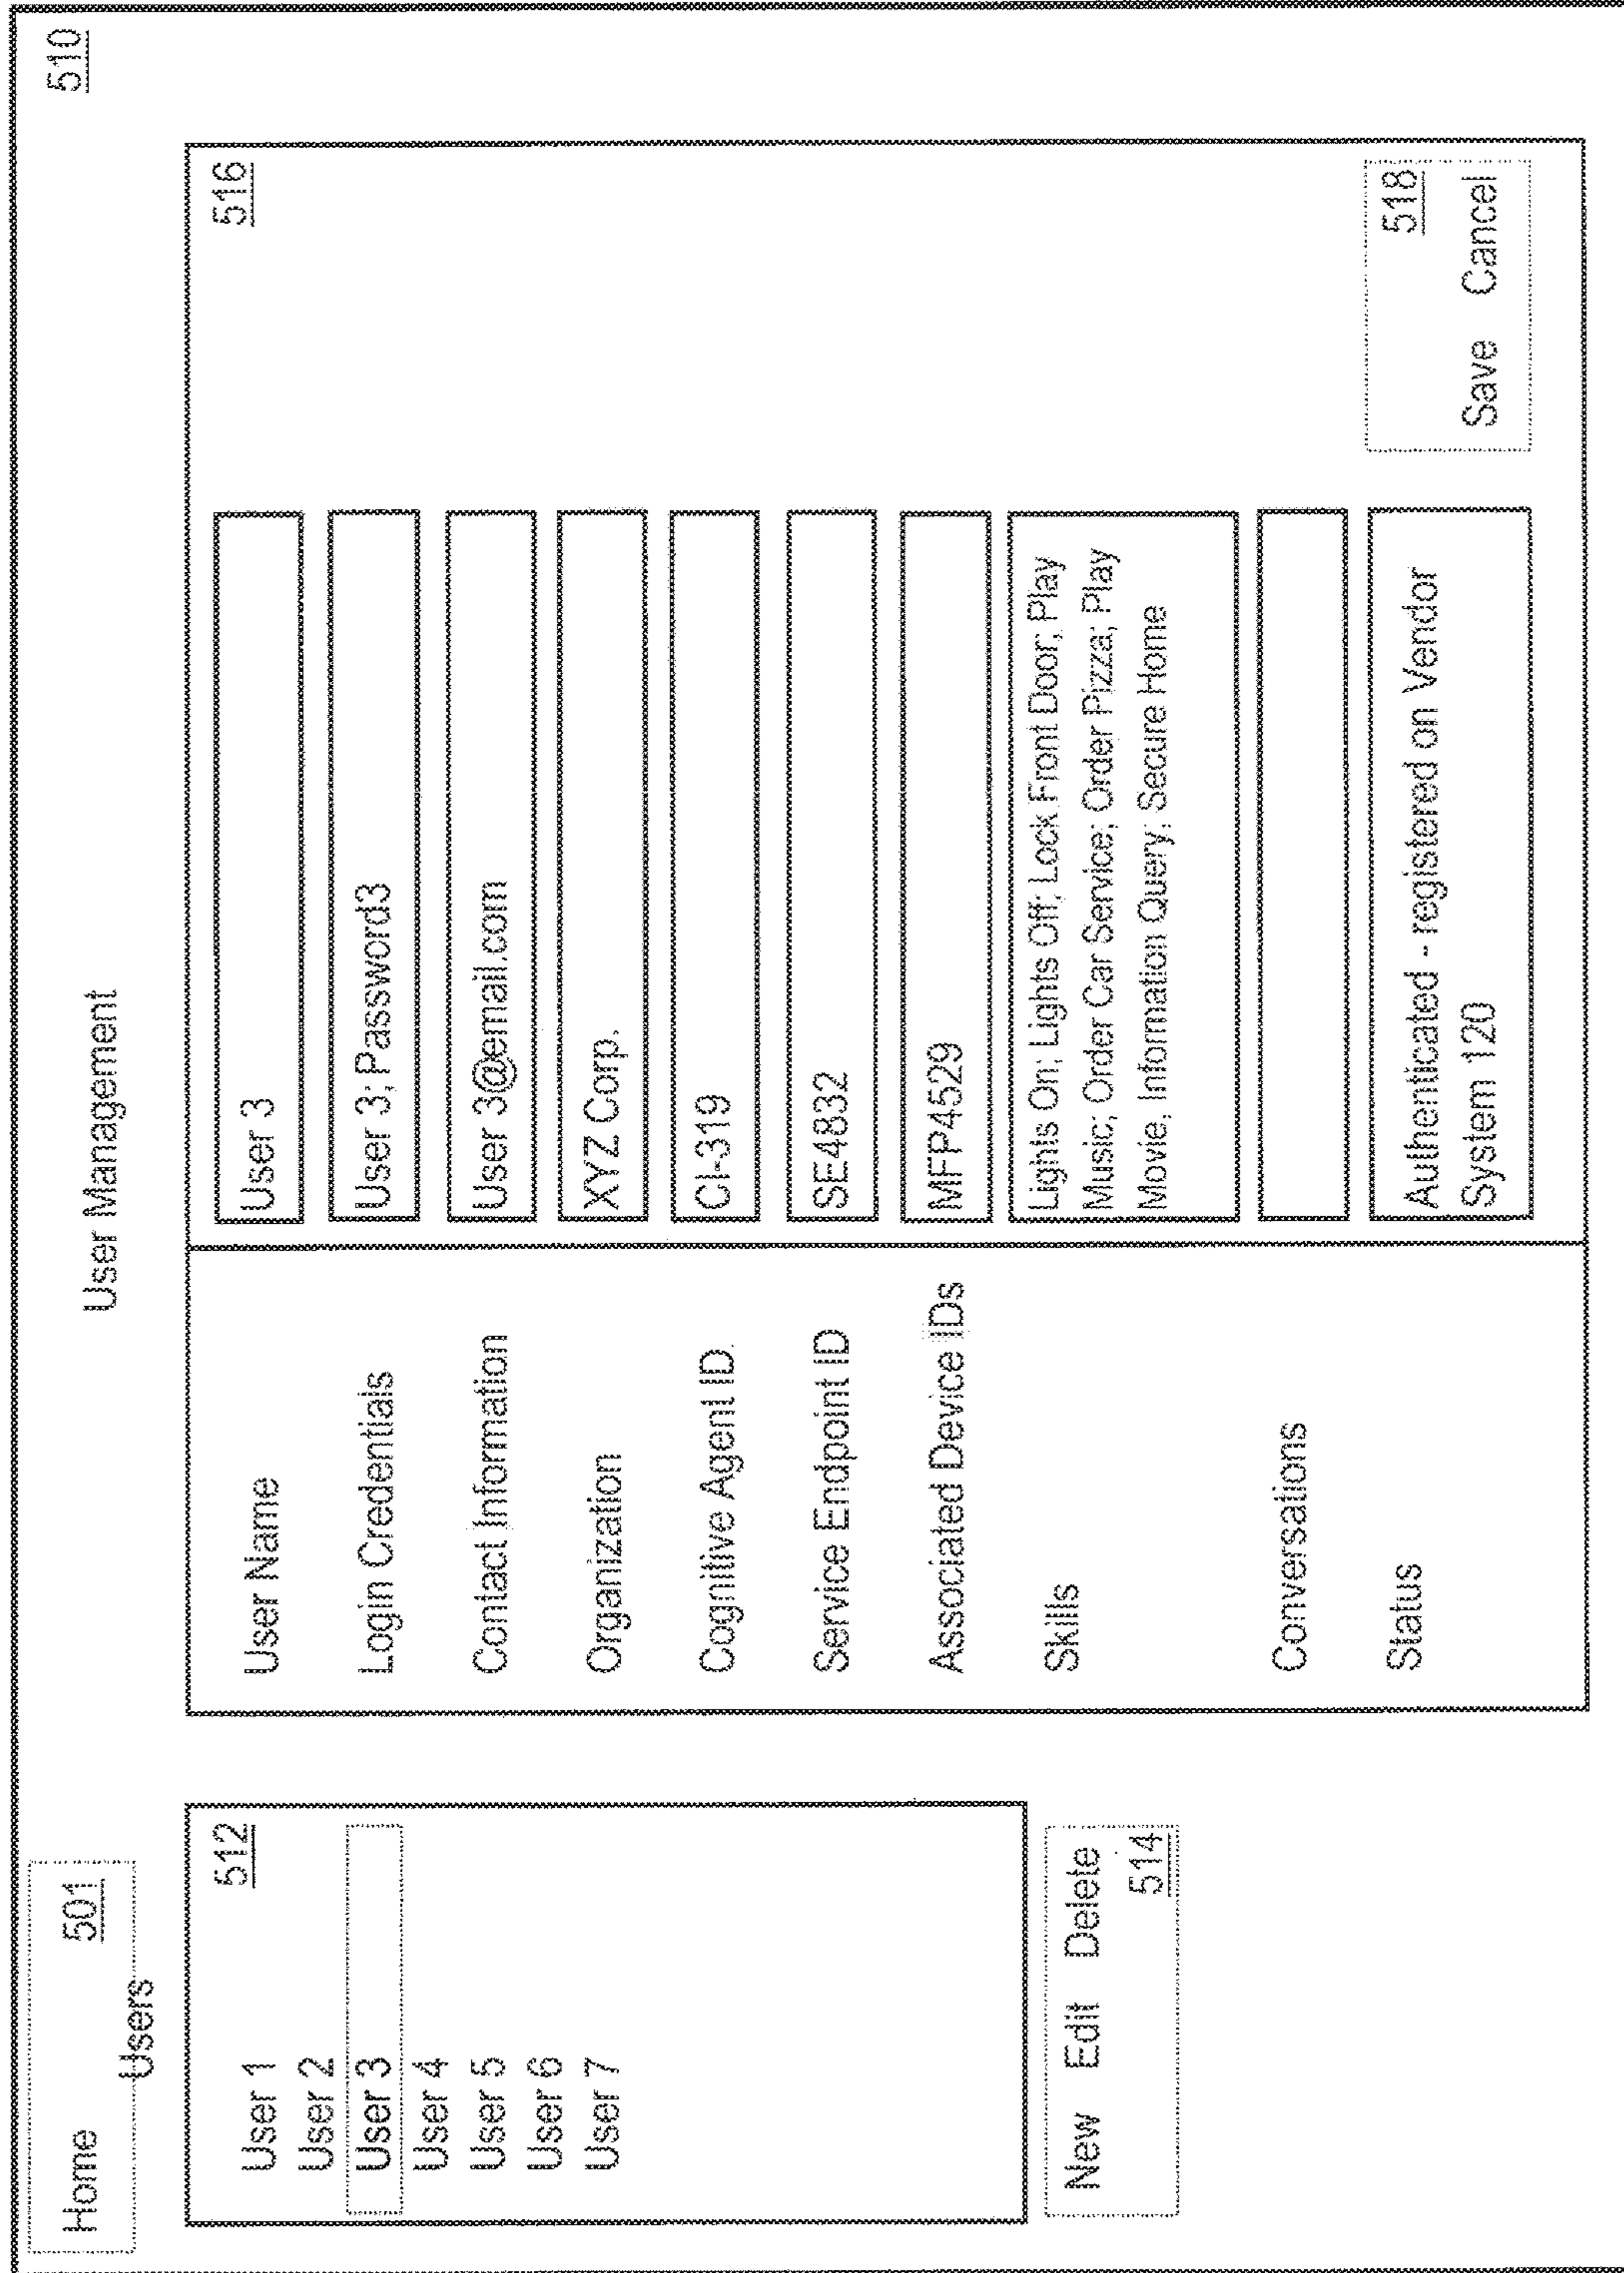 510
User Management
Home 501
Users
512
User 1
User 2
User 3
User 4
User 5
User 6
User 7
New Edit Delete
514
516
User Name User 3
Login Credentials User 3; Password3
Contact Information User 3@email.com
Organization XYZ Corp.
Cognitive Agent ID CI-319
Service Endpoint ID SE4832
Associated Device IDs MFP4529
Skills Lights On; Lights Off; Lock Front Door; Play
Music; Order Car Service; Order Pizza; Play
Movie; Information Query; Secure Home
Conversations
Status Authenticated - registered on Vendor
System 120
518
Save Cancel